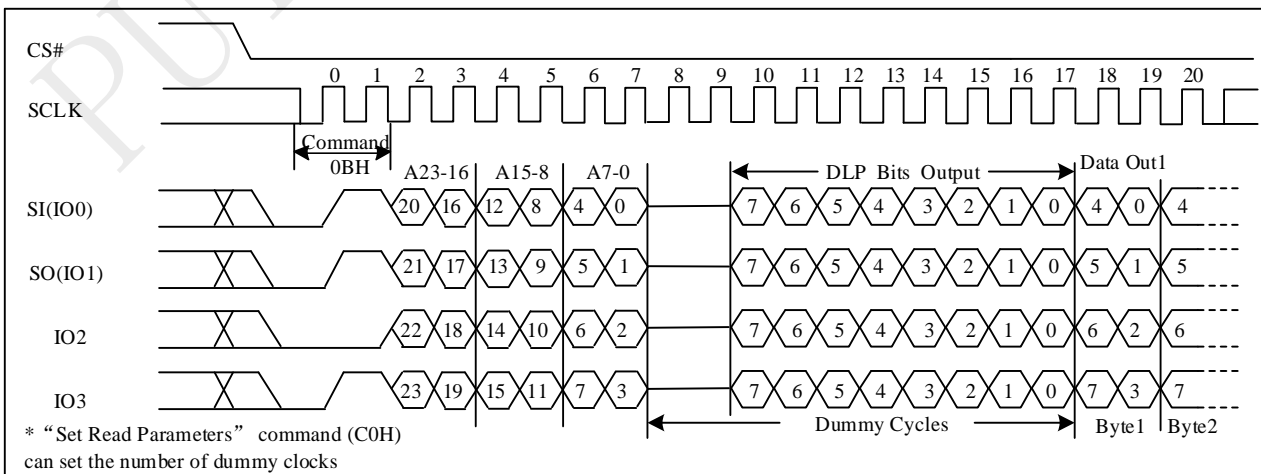 PUY
CS#
0 1 2 3 4 5 6 7 8 9 10 11 12 13 14 15 16 17 18 19 20
SCLK
Command
0BH
A23-16 A15-8 A7-0 DLP Bits Output Data Out1
SI(IO0) 20 16 12 8 4 0 7 6 5 4 3 2 1 0 4 0 4
SO(IO1) 21 17 13 9 5 1 7 6 5 4 3 2 1 0 5 1 5
IO2 22 18 14 10 6 2 7 6 5 4 3 2 1 0 6 2 6
IO3 23 19 15 11 7 3 7 6 5 4 3 2 1 0 7 3 7
Dummy Cycles Byte1 Byte2
* “Set Read Parameters” command (C0H)
can set the number of dummy clocks